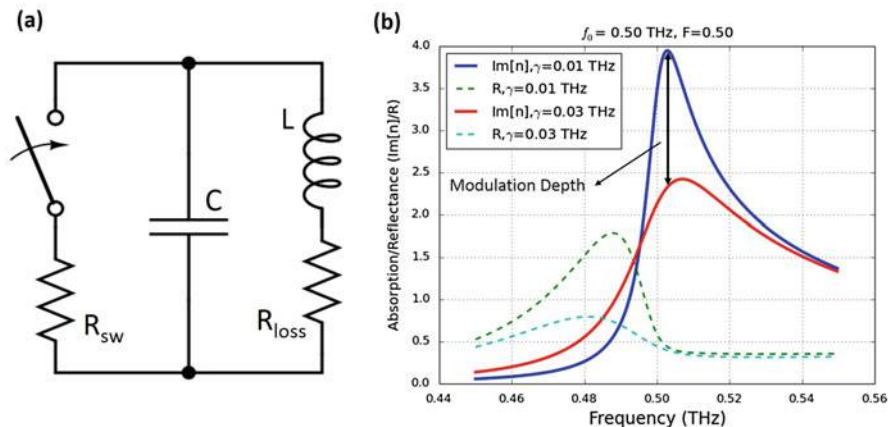 (a)
L
C
R_sw
R_loss
(b)
f₀ = 0.50 THz, F=0.50
Im[n],γ=0.01 THz
R,γ=0.01 THz
Im[n],γ=0.03 THz
R,γ=0.03 THz
Modulation Depth
Absorption/Reflectance (Im[n]/R)
4.0
3.5
3.0
2.5
2.0
1.5
1.0
0.5
0.0
0.44 0.46 0.48 0.50 0.52 0.54 0.56
Frequency (THz)